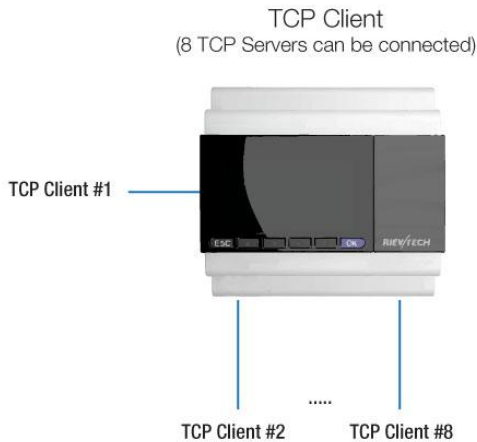 TCP Client
(8 TCP Servers can be connected)
TCP Client #1
ESC
OK
RIEVTECH
.....
TCP Client #2
TCP Client #8